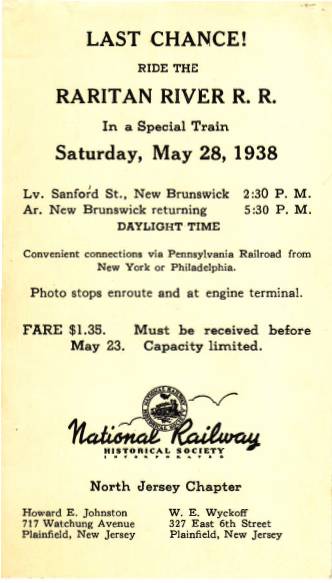 LAST CHANCE!
RIDE THE
RARITAN RIVER R. R.
In a Special Train
Saturday, May 28, 1938
Lv. Sanford St., New Brunswick 2:30 P. M.
Ar. New Brunswick returning 5:30 P. M.
DAYLIGHT TIME
Convenient connections via Pennsylvania Railroad from
New York or Philadelphia.
Photo stops enroute and at engine terminal.
FARE $1.35. Must be received before
May 23. Capacity limited.
National Railway
HISTORICAL SOCIETY
INCORPORATED
North Jersey Chapter
Howard E. Johnston
717 Watchung Avenue
Plainfield, New Jersey
W. E. Wyckoff
327 East 6th Street
Plainfield, New Jersey